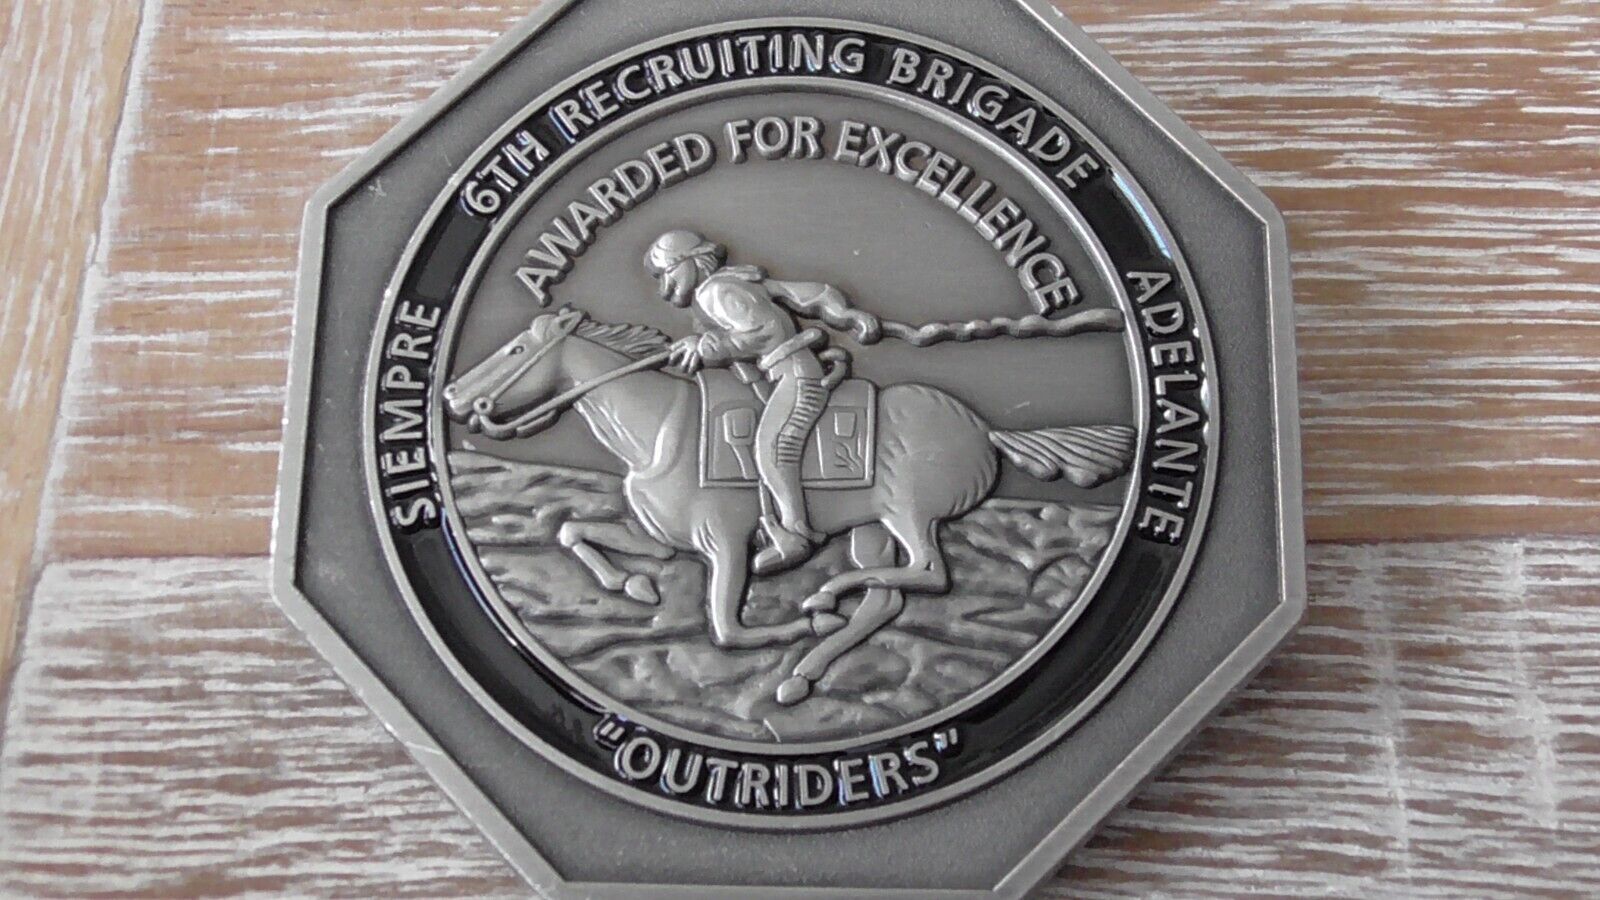 6TH RECRUITING BRIGADE
AWARDED FOR EXCELLENCE
SIEMPRE
ADELANTE
"OUTRIDERS"